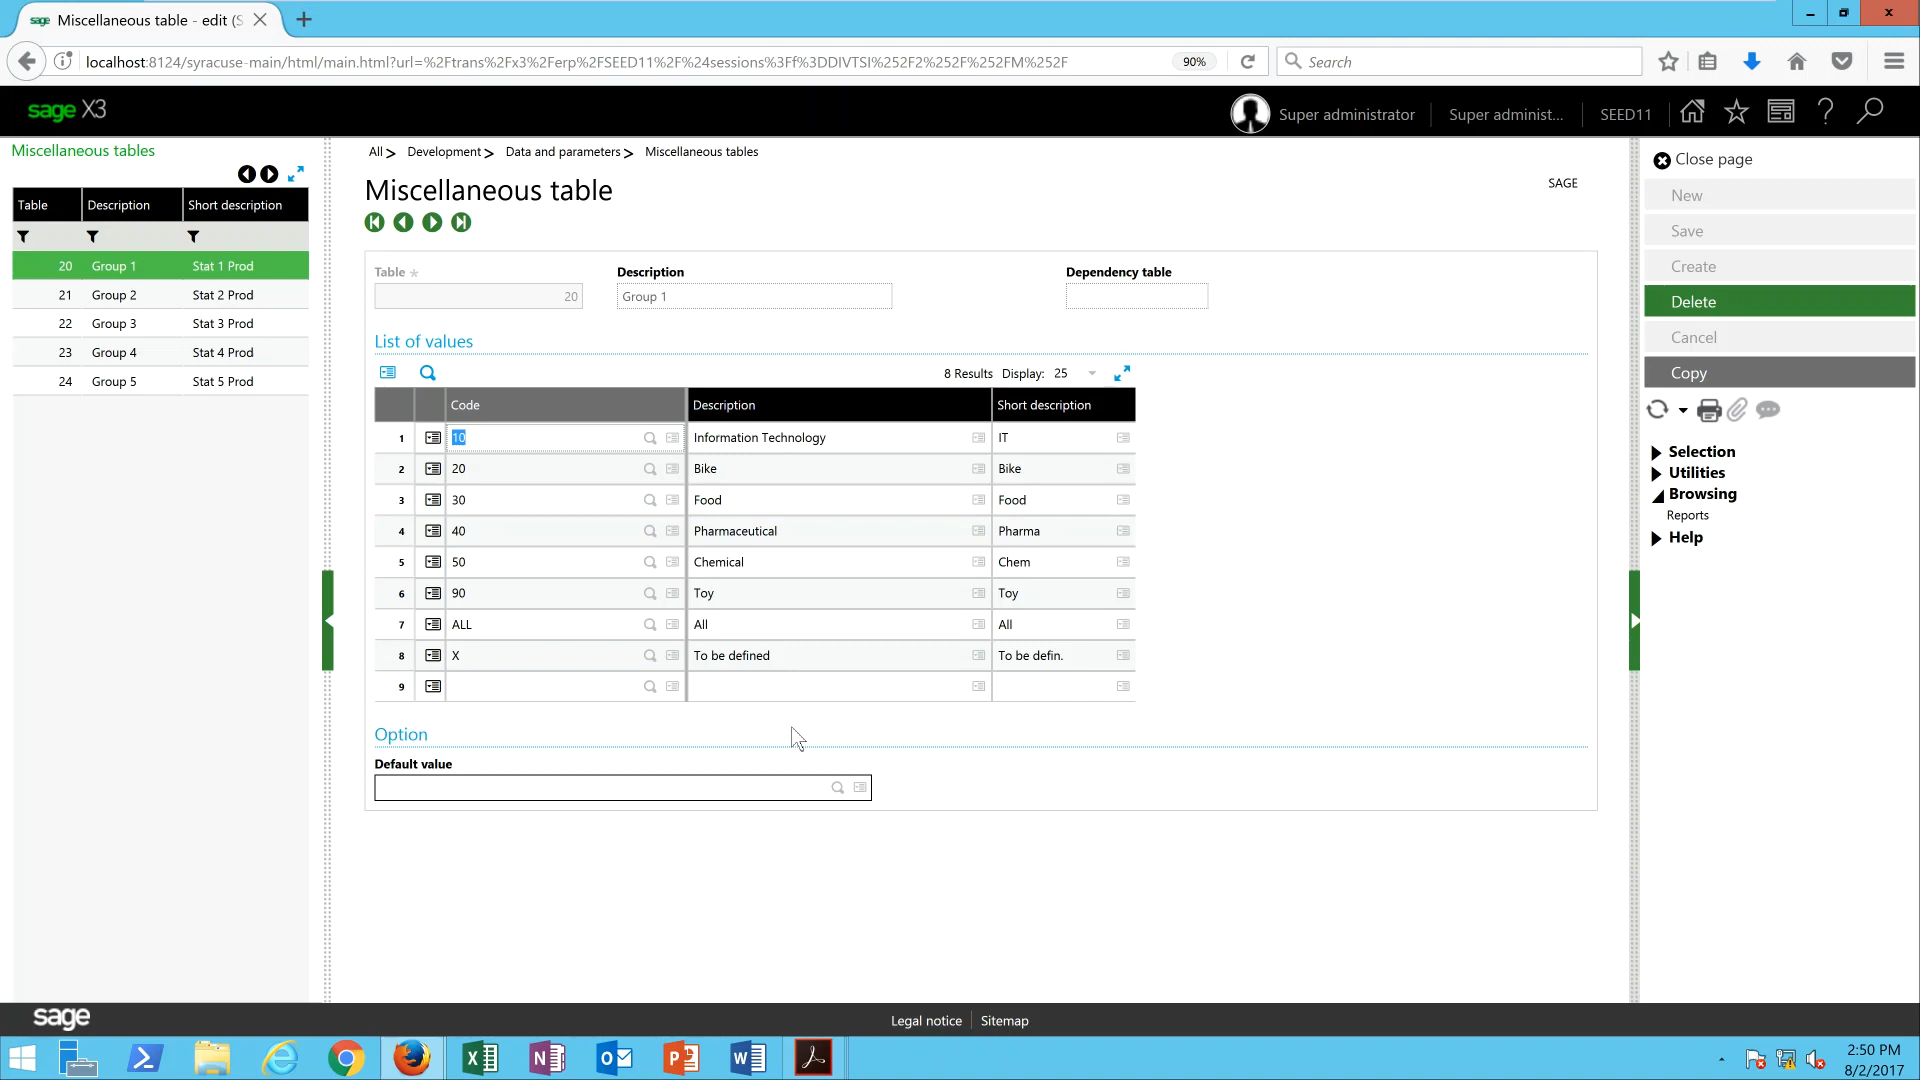 sage Miscellaneous table - edit (S
localhost:8124/syracuse-main/html/main.html?url=%2Ftrans%2Fx3%2Ferp%2FSEED11%2F%24sessions%3Ff%3DDIVTSI%252F2%252F%252FM%252F
90%
Search
sage X3
Super administrator
Super administ...
SEED11
Miscellaneous tables
Table Description Short description
20 Group 1 Stat 1 Prod
21 Group 2 Stat 2 Prod
22 Group 3 Stat 3 Prod
23 Group 4 Stat 4 Prod
24 Group 5 Stat 5 Prod
All > Development > Data and parameters > Miscellaneous tables
Miscellaneous table
SAGE
Table * Description Dependency table
20 Group 1
List of values
8 Results Display: 25
Code Description Short description
1 10 Information Technology IT
2 20 Bike Bike
3 30 Food Food
4 40 Pharmaceutical Pharma
5 50 Chemical Chem
6 90 Toy Toy
7 ALL All All
8 X To be defined To be defin.
9
Option
Default value
Close page
New
Save
Create
Delete
Cancel
Copy
Selection
Utilities
Browsing
Reports
Help
sage
Legal notice Sitemap
2:50 PM
8/2/2017